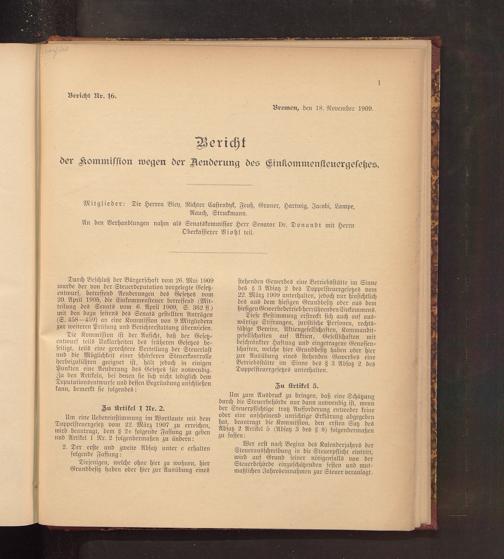 1
Bericht Nr. 16.
Bremen, den 18. November 1909.
Bericht
der Kommission wegen der Aenderung des Einkommensteuergesetzes.
Mitglieder: Die Herren Biev, Richter Castendyk, Feuß, Gruner, Hartwig, Jacobi, Lampe,
Rauch, Struckmann.
An den Verhandlungen nahm als Senatskommissar Herr Senator Dr. Donandt mit Herrn
Oberkassierer Vlohl teil.
Durch Beschluß der Bürgerschaft vom 26. Mai 1909
wurde der von der Steuerdeputation vorgelegte Gesetz-
entwurf, betreffend Aenderungen des Gesetzes vom
20. April 1905, die Einkommensteuer betreffend (Mit-
teilung des Senats vom 6. April 1909, S. 362 ff.)
mit den dazu seitens des Senats gestellten Anträgen
(S. 458–459) an eine Kommission von 9 Mitgliedern
zur weiteren Prüfung und Berichterstattung überwiesen.
Die Kommission ist der Ansicht, daß der Gesetz-
entwurf teils Unklarheiten des früheren Gesetzes be-
seitigt, teils eine gerechtere Verteilung der Steuerlast
und die Möglichkeit einer schärferen Steuerkontrolle
herbeizuführen geeignet ist, hält jedoch in einigen
Punkten eine Aenderung des Gesetzes für notwendig.
Zu den Artikeln, bei denen sie sich lediglich dem
Deputationsentwurfe und dessen Begründung anschließen
kann, bemerkt sie folgendes:
Zu Artikel 1 Nr. 2.
Um eine Uebereinstimmung im Wortlaute mit dem
Doppelsteuergesetz vom 22. März 1909 zu erreichen,
wird beantragt, dem § 2c folgende Fassung zu geben
und Artikel 1 Nr. 2 folgendermaßen zu ändern:
2. Der erste und zweite Absatz unter c erhalten
folgende Fassung:
Diejenigen, welche ohne hier zu wohnen, hier
Grundbesitz haben oder hier zur Ausübung eines
stehenden Gewerbes eine Betriebsstätte im Sinne
des § 3 Absatz 2 des Doppelsteuergesetzes vom
22. März 1909 unterhalten, jedoch nur hinsichtlich
des aus dem hiesigen Grundbesitz oder aus dem
hiesigen Gewerbebetrieb herrührenden Einkommens.
Diese Bestimmung erstreckt sich auch auf aus-
wärtige Stiftungen, juristische Personen, rechts-
fähige Vereine, Aktiengesellschaften, Kommandit-
gesellschaften auf Aktien, Gesellschaften mit
beschränkter Haftung und eingetragene Genossen-
schaften, welche hier Grundbesitz haben oder hier
zur Ausübung eines stehenden Gewerbes eine
Betriebsstätte im Sinne des § 3 Absatz 2 des
Doppelsteuergesetzes unterhalten.
Zu Artikel 5.
Um zum Ausdruck zu bringen, daß eine Schätzung
durch die Steuerbehörde nur dann notwendig ist, wenn
der Steuerpflichtige trotz Aufforderung entweder keine
oder eine anscheinend unrichtige Erklärung abgegeben
hat, beantragt die Kommission, den ersten Satz des
Absatz 2 Artikel 5 (Absatz 3 des § 6) folgendermaßen
zu fassen:
Wer erst nach Beginn des Kalenderjahres der
Steuerausschreibung in die Steuerpflicht eintritt,
wird auf Grund seiner nötigenfalls von der
Steuerbehörde einzuschätzenden festen und mut-
maßlichen Jahreseinnahmen zur Steuer veranlagt.